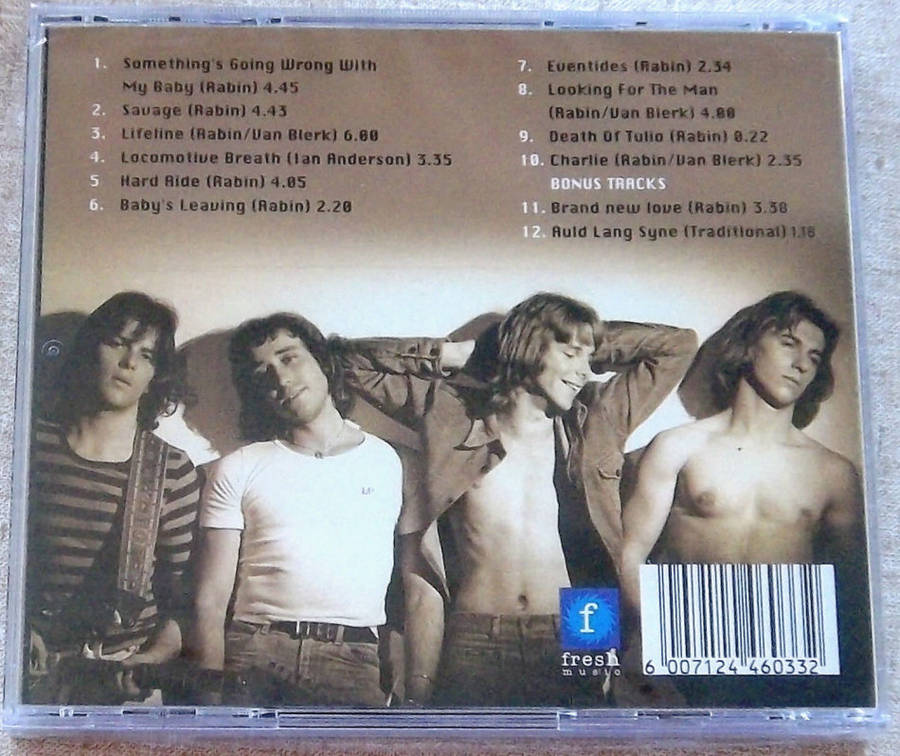 1. Something's Going Wrong With
My Baby (Rabin) 4.45
2. Savage (Rabin) 4.43
3. Lifeline (Rabin/Van Blerk) 6.00
4. Locomotive Breath (Ian Anderson) 3.35
5 Hard Ride (Rabin) 4.05
6. Baby's Leaving (Rabin) 2.20
7. Eventides (Rabin) 2.34
8. Looking For The Man
(Rabin/Van Blerk) 4.00
9. Death Of Tulio (Rabin) 0.22
10. Charlie (Rabin/Van Blerk) 2.35
BONUS TRACKS
11. Brand new love (Rabin) 3.38
12. Auld Lang Syne (Traditional) 1.18
f
fresh
music
6 007124 460332